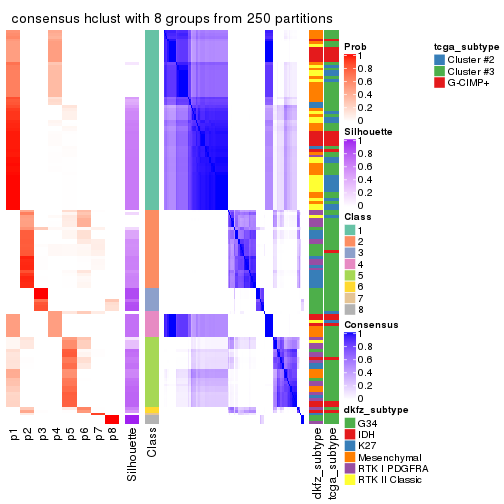 consensus hclust with 8 groups from 250 partitions
Prob
1
0.8
0.6
0.4
0.2
0
Silhouette
1
0.8
0.6
0.4
0.2
0
Class
1
2
3
4
5
6
7
8
Consensus
1
0.8
0.6
0.4
0.2
0
dkfz_subtype
G34
IDH
K27
Mesenchymal
RTK I PDGFRA
RTK II Classic
tcga_subtype
Cluster #2
Cluster #3
G-CIMP+
p1
p2
p3
p4
p5
p6
p7
p8
Silhouette
Class
dkfz_subtype
tcga_subtype